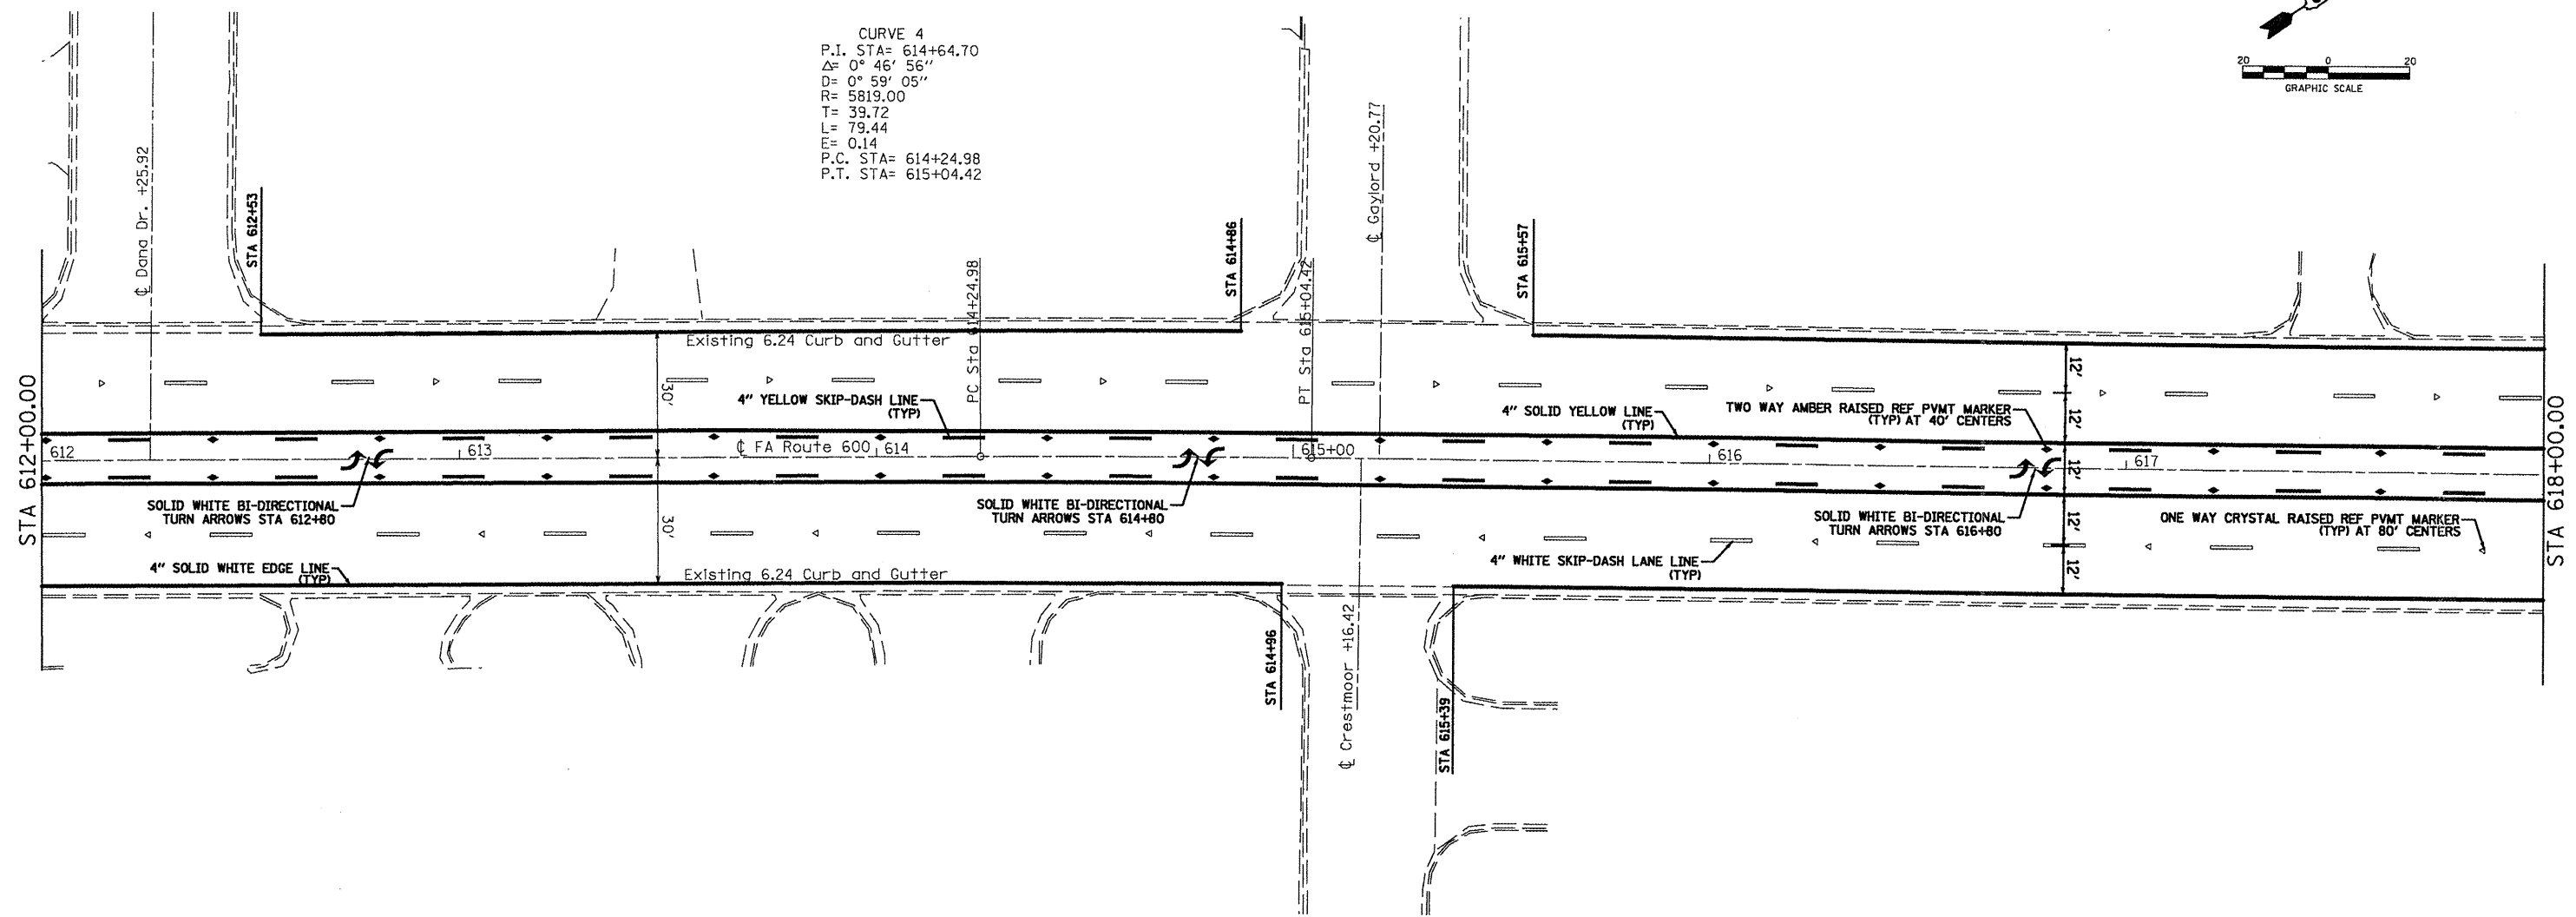 CURVE 4
P.I. STA= 614+64.70
Δ= 0° 46' 56"
D= 0° 59' 05"
R= 5819.00
T= 39.72
L= 79.44
E= 0.14
P.C. STA= 614+24.98
P.T. STA= 615+04.42
20 0 20
GRAPHIC SCALE
℄ Dana Dr. +25.92
STA 612+53
PC Sta 614+24.98
STA 614+86
PT Sta 615+04.42
℄ Gaylord +20.77
STA 615+57
Existing 6.24 Curb and Gutter
30'
12'
12'
12'
12'
12'
4" YELLOW SKIP-DASH LINE
(TYP)
4" SOLID YELLOW LINE
(TYP)
TWO WAY AMBER RAISED REF PVMT MARKER
(TYP) AT 40' CENTERS
STA 612+00.00
STA 618+00.00
612
613
℄ FA Route 600
614
615+00
616
617
SOLID WHITE BI-DIRECTIONAL
TURN ARROWS STA 612+80
SOLID WHITE BI-DIRECTIONAL
TURN ARROWS STA 614+80
SOLID WHITE BI-DIRECTIONAL
TURN ARROWS STA 616+80
ONE WAY CRYSTAL RAISED REF PVMT MARKER
(TYP) AT 80' CENTERS
30'
4" WHITE SKIP-DASH LANE LINE
(TYP)
4" SOLID WHITE EDGE LINE
(TYP)
Existing 6.24 Curb and Gutter
STA 614+96
℄ Crestmoor +16.42
STA 615+39